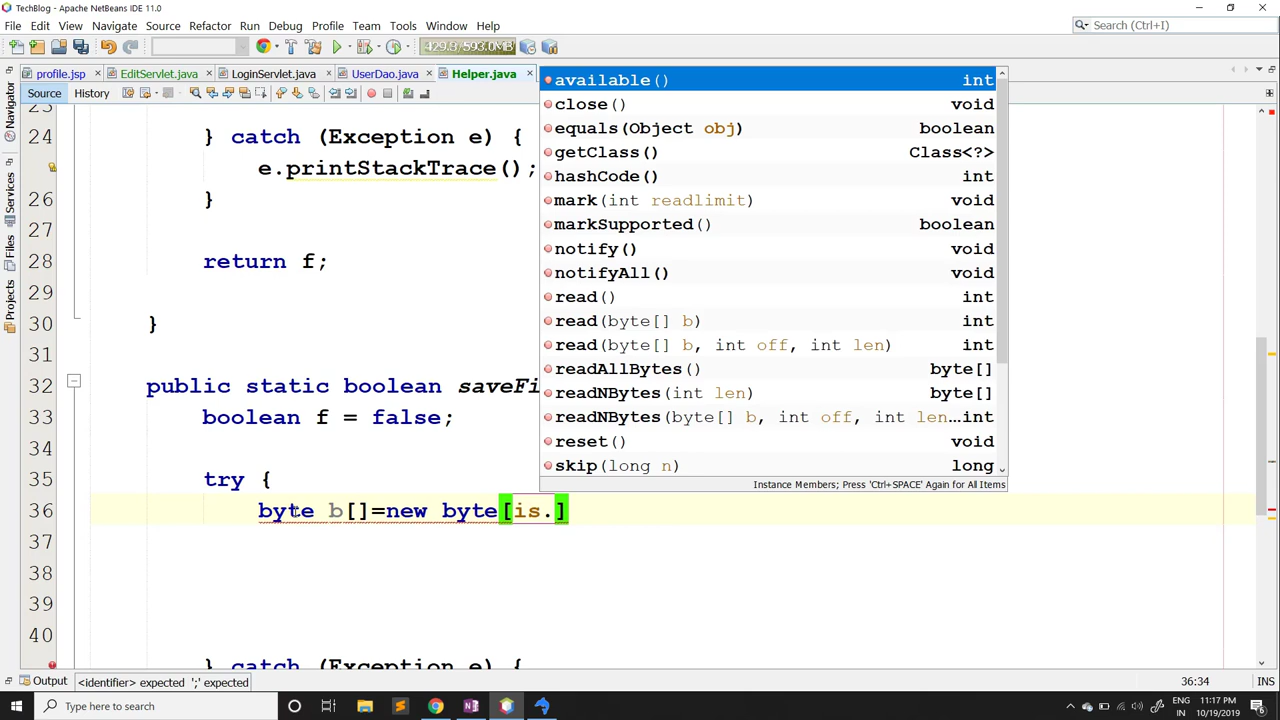 TechBlog - Apache NetBeans IDE 11.0
File Edit View Navigate Source Refactor Run Debug Profile Team Tools Window Help
Search (Ctrl+I)
429.8/593.0MB
profile.jsp EditServlet.java LoginServlet.java UserDao.java Helper.java
Source History
Navigator
Services
Files
Projects
24 } catch (Exception e) {
e.printStackTrace();
26 }
27
28 return f;
29
30 }
31
32 public static boolean saveFi
33 boolean f = false;
34
35 try {
36 byte b[]=new byte[is.]
37
38
39
40
} catch (Exception e) {
available() int
close() void
equals(Object obj) boolean
getClass() Class<?>
hashCode() int
mark(int readlimit) void
markSupported() boolean
notify() void
notifyAll() void
read() int
read(byte[] b) int
read(byte[] b, int off, int len) int
readAllBytes() byte[]
readNBytes(int len) byte[]
readNBytes(byte[] b, int off, int len…int
reset() void
skip(long n) long
Instance Members; Press 'Ctrl+SPACE' Again for All Items
Output <identifier> expected ';' expected 36:34 INS
Type here to search
ENG 11:17 PM
IN 10/19/2019